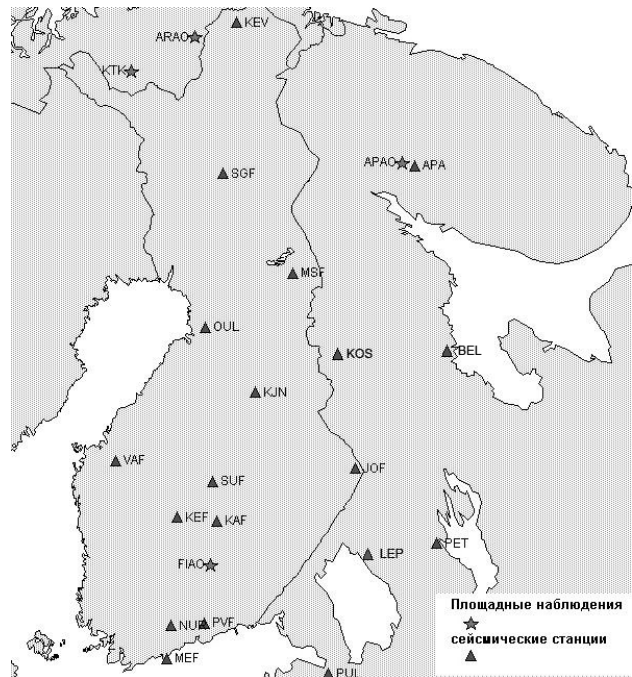 KEV
ARAO
KTK
APAO
APA
SGF
MSF
OUL
KOS
BEL
KJN
VAF
JOF
SUF
KEF
KAF
PET
LEP
FIAO
Площадные наблюдения
NUR
PVF
сейсмические станции
MEF
PUL